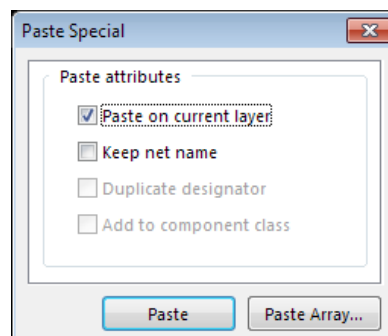 Paste Special
Paste attributes
Paste on current layer
Keep net name
Duplicate designator
Add to component class
Paste
Paste Array...